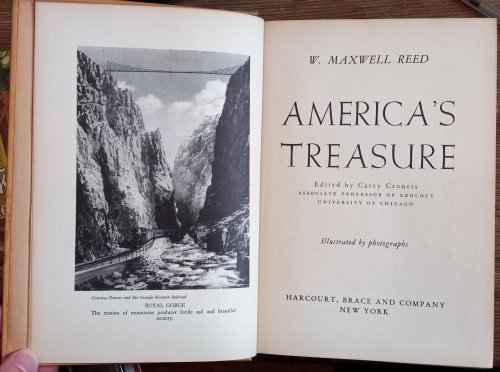 Courtesy Denver and Rio Grande Western Railroad
ROYAL GORGE
The erosion of mountains produces fertile soil and beautiful
scenery.
W. MAXWELL REED
AMERICA'S
TREASURE
Edited by Carey Croneis
ASSOCIATE PROFESSOR OF GEOLOGY
UNIVERSITY OF CHICAGO
Illustrated by photographs
HARCOURT, BRACE AND COMPANY
NEW YORK